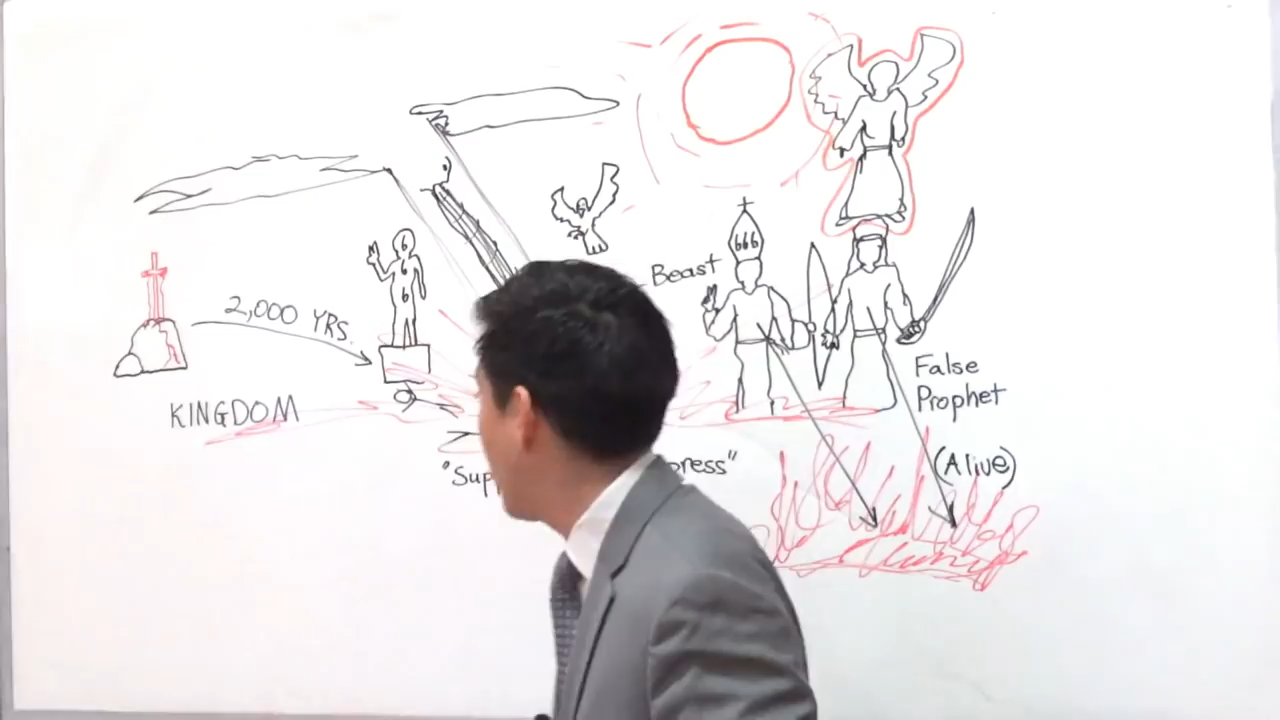 666
Beast
6
6
6
2,000 YRS.
False
Prophet
KINGDOM
(Alive)